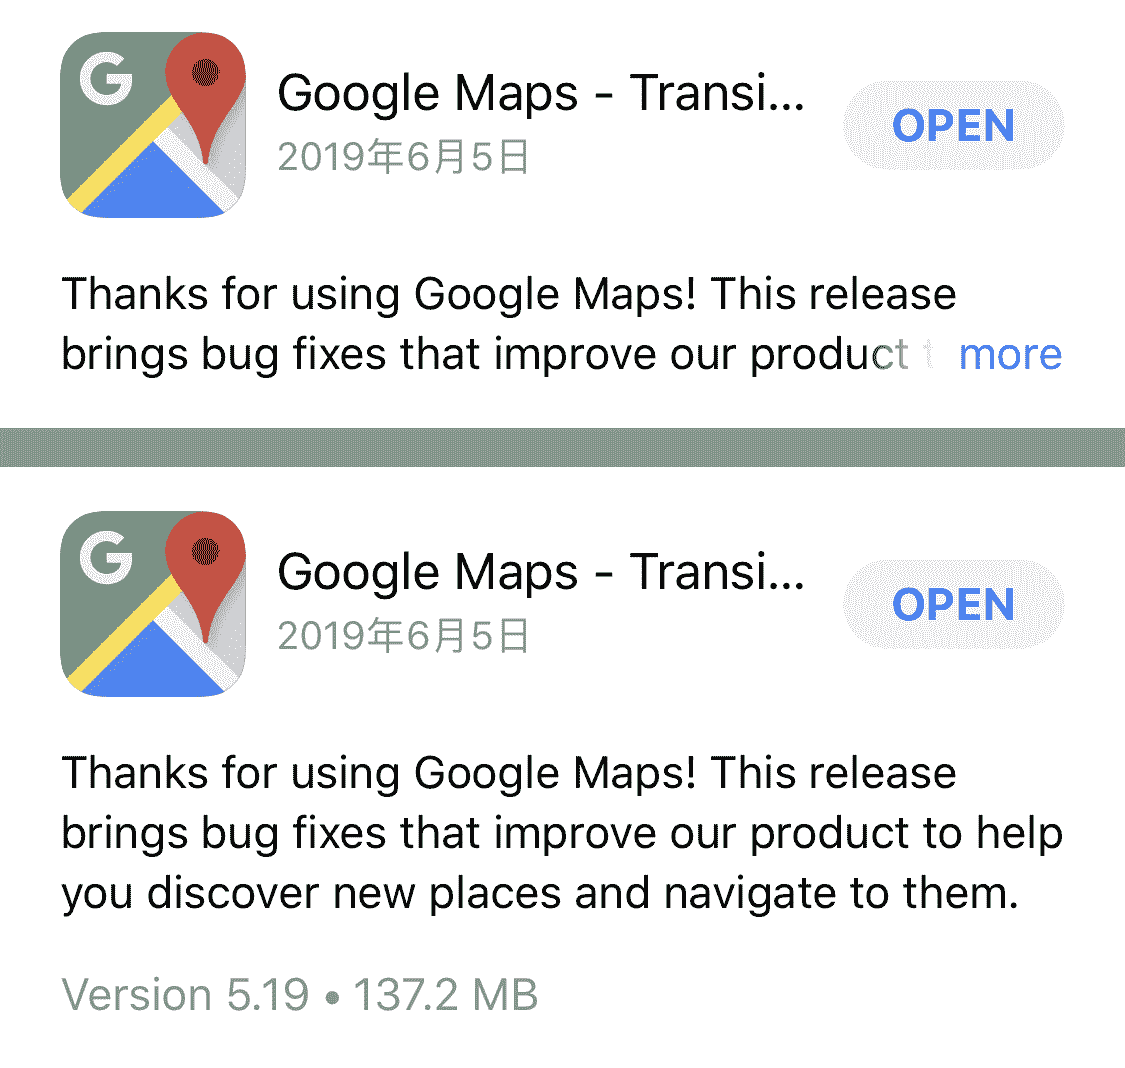 G
Google Maps - Transi...
2019年6月5日
OPEN
Thanks for using Google Maps! This release
brings bug fixes that improve our product t more
G
Google Maps - Transi...
2019年6月5日
OPEN
Thanks for using Google Maps! This release
brings bug fixes that improve our product to help
you discover new places and navigate to them.
Version 5.19 • 137.2 MB